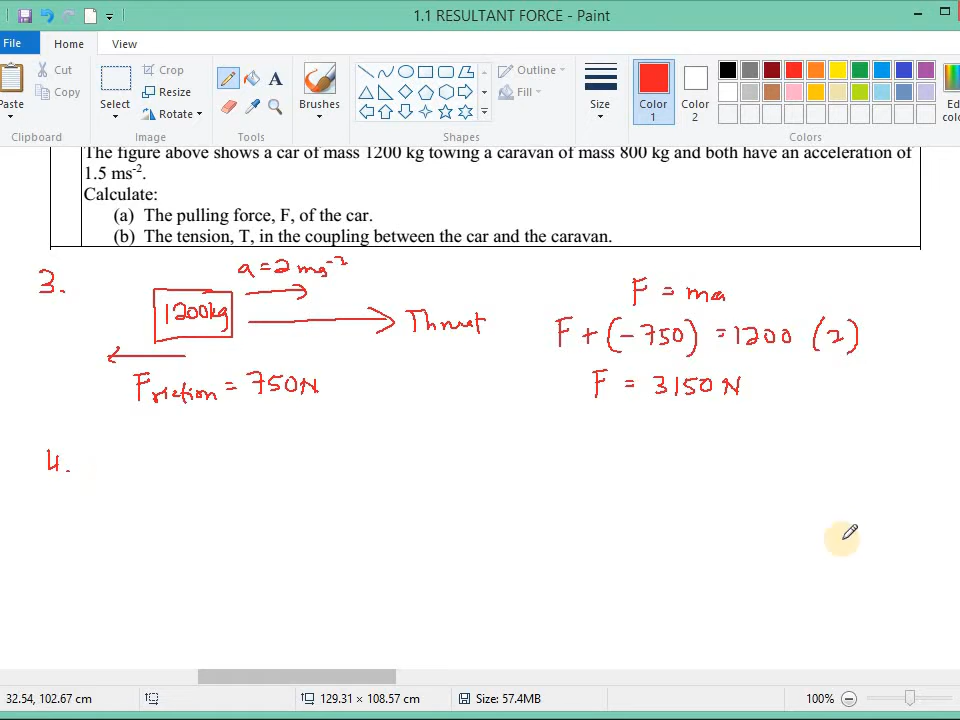 1.1 RESULTANT FORCE - Paint
File Home View
Paste
Cut
Copy
Clipboard
Select
Crop
Resize
Rotate
Image
Tools
Brushes
Outline
Fill
Shapes
Size
Color 1
Color 2
Colors
The figure above shows a car of mass 1200 kg towing a caravan of mass 800 kg and both have an acceleration of
1.5 ms⁻².
Calculate:
(a) The pulling force, F, of the car.
(b) The tension, T, in the coupling between the car and the caravan.
3.
a = 2 ms⁻²
1200kg
Thrust
Friction = 750N
F = ma
F + (-750) = 1200 (2)
F = 3150 N
4.
32.54, 102.67 cm
129.31 × 108.57 cm
Size: 57.4MB
100%